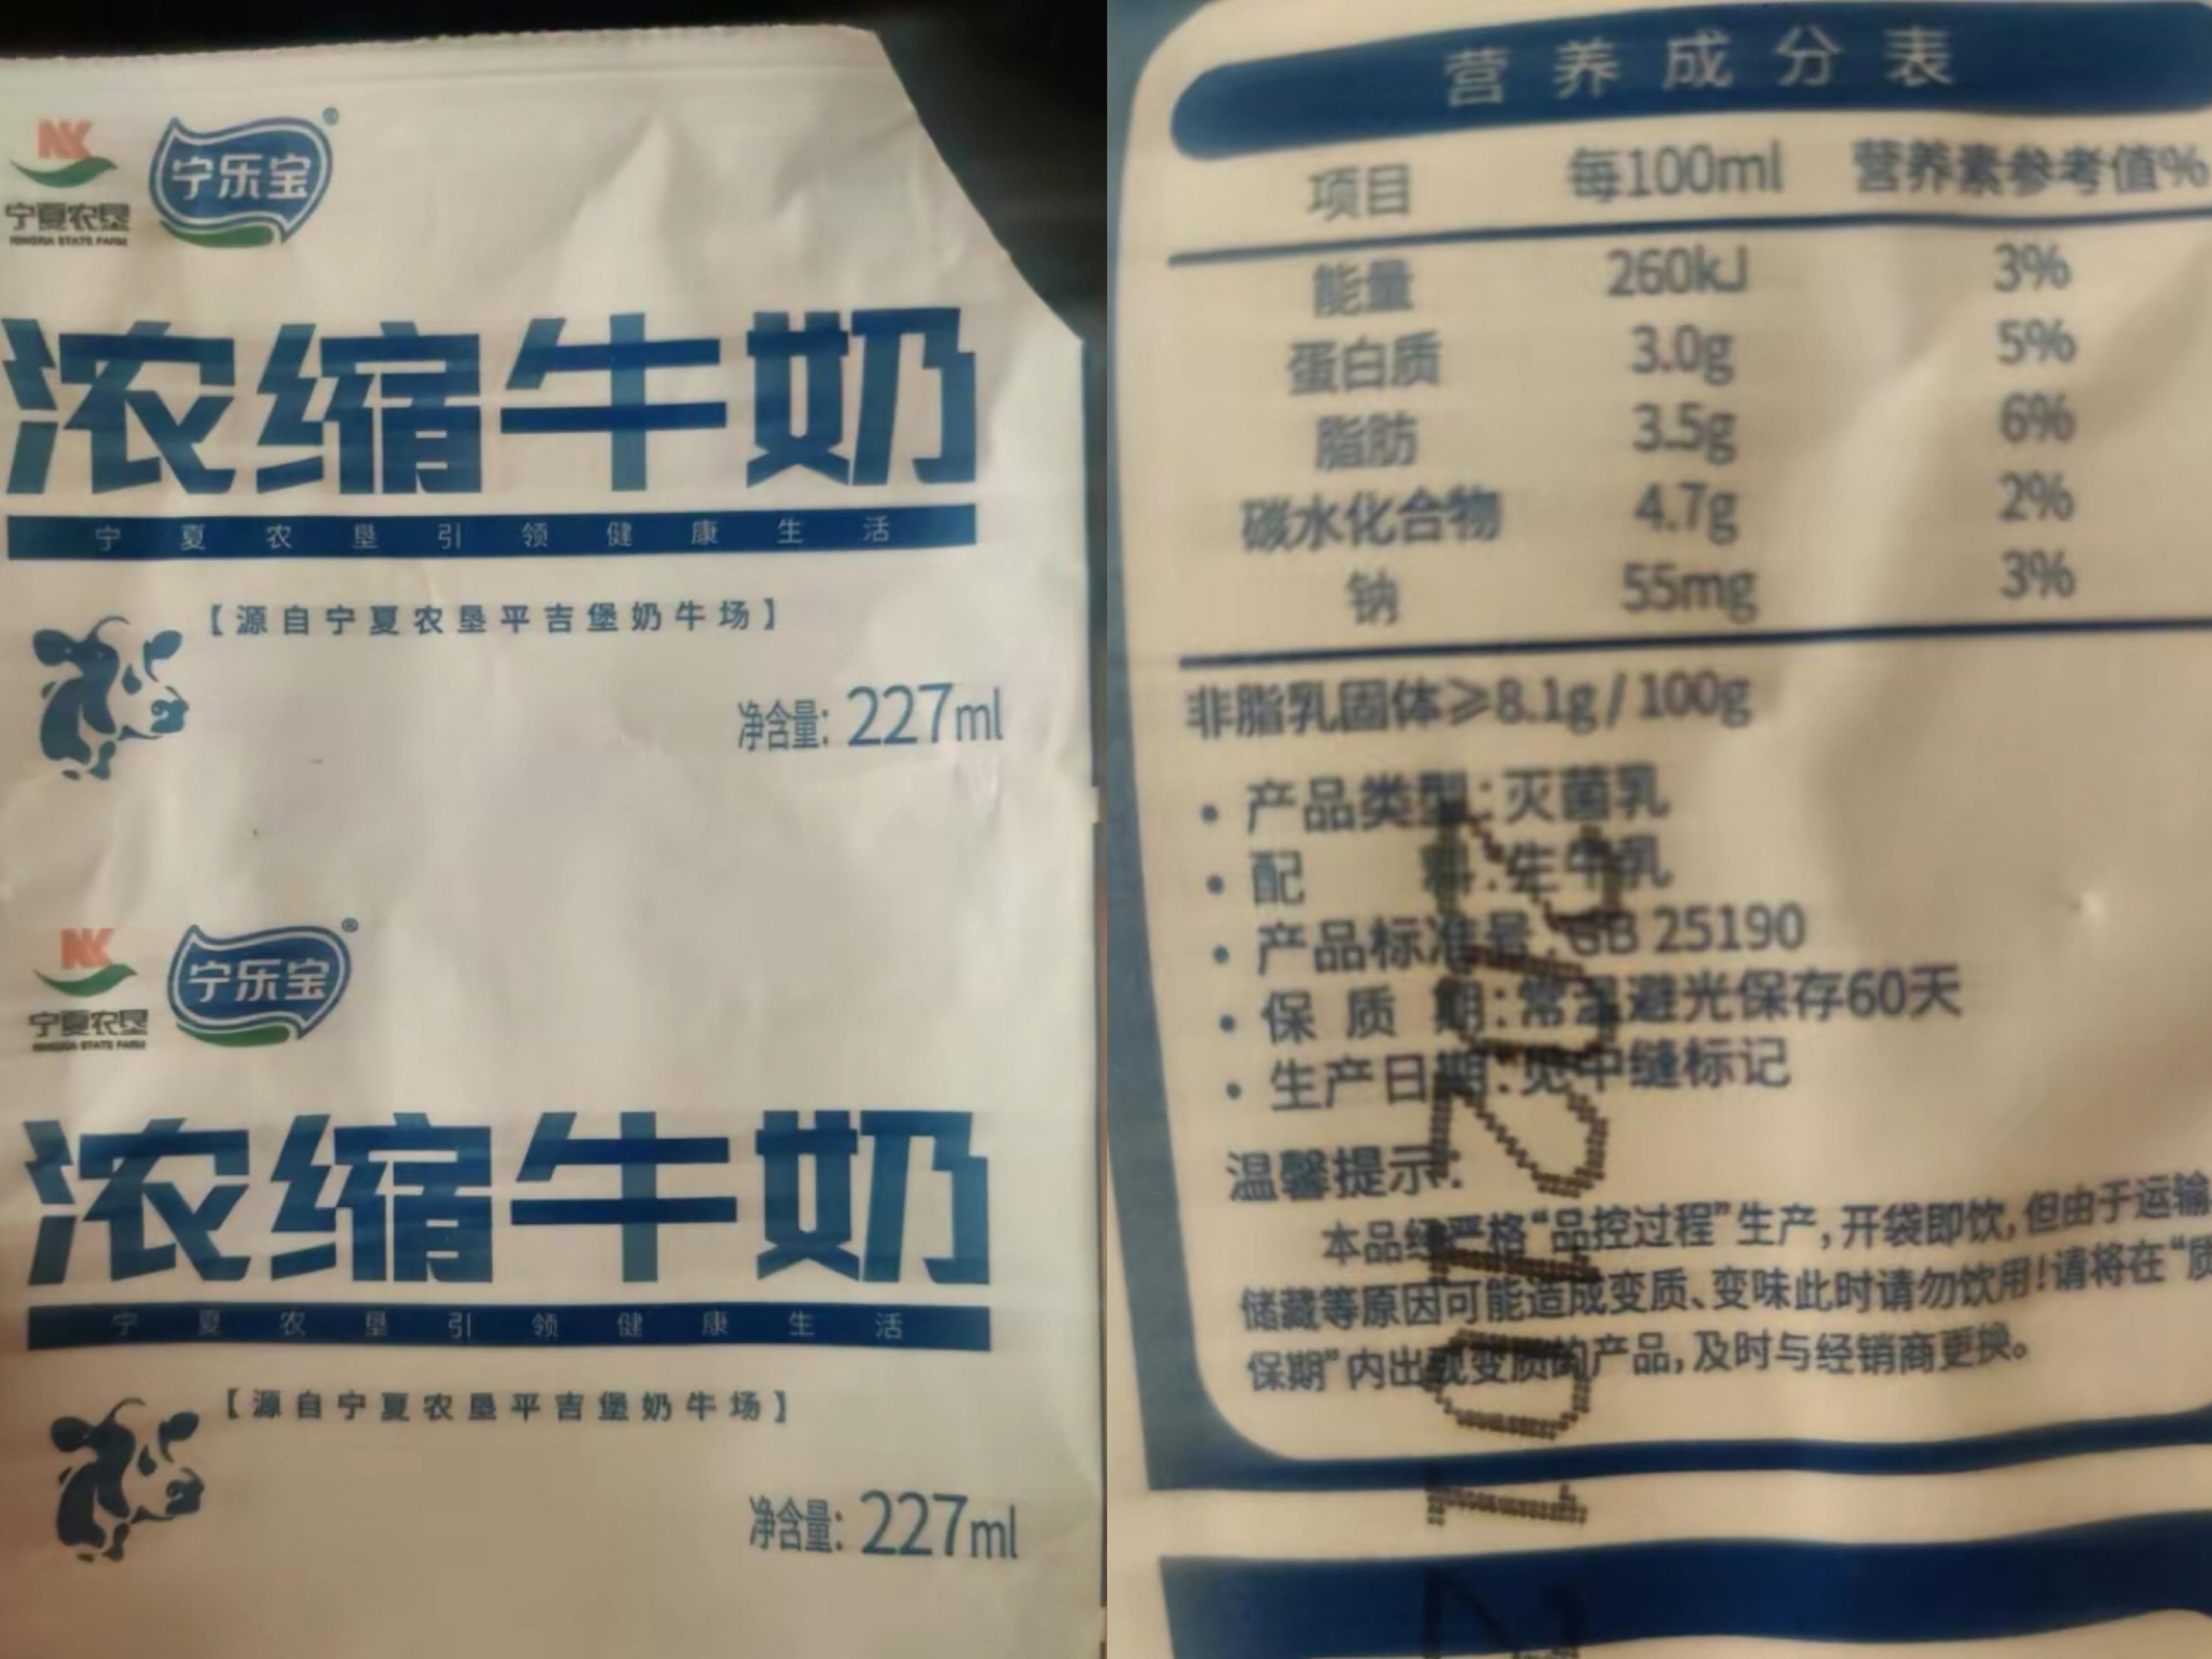 NK
宁夏农垦
NINGXIA STATE FARM
宁乐宝®
浓缩牛奶
宁夏农垦引领健康生活
【源自宁夏农垦平吉堡奶牛场】
净含量: 227ml
NK
宁夏农垦
NINGXIA STATE FARM
宁乐宝®
浓缩牛奶
宁夏农垦引领健康生活
【源自宁夏农垦平吉堡奶牛场】
净含量: 227ml
营养成分表
项目 每100ml 营养素参考值%
能量 260kJ 3%
蛋白质 3.0g 5%
脂肪 3.5g 6%
碳水化合物 4.7g 2%
钠 55mg 3%
非脂乳固体≥8.1g/100g
• 产品类型:灭菌乳
• 配 料:生牛乳
• 产品标准号:GB 25190
• 保质期:常温避光保存60天
• 生产日期:见中缝标记
温馨提示:
本品经严格“品控过程”生产,开袋即饮,但由于运输
储藏等原因可能造成变质、变味此时请勿饮用!请将在“质
保期”内出现变质的产品,及时与经销商更换。